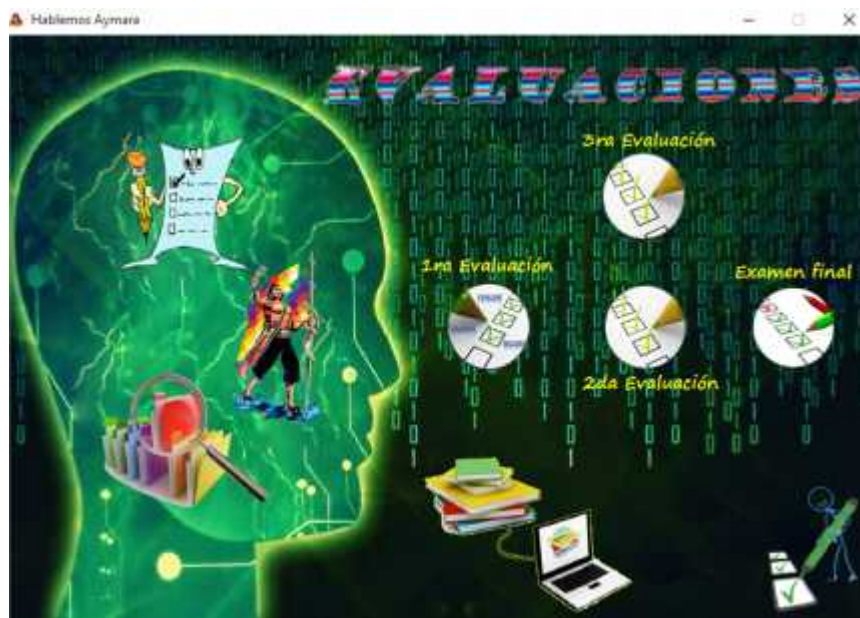 Hablemos Aymara
EVALUACIONES
3ra Evaluación
1ra Evaluación
Examen final
2da Evaluación